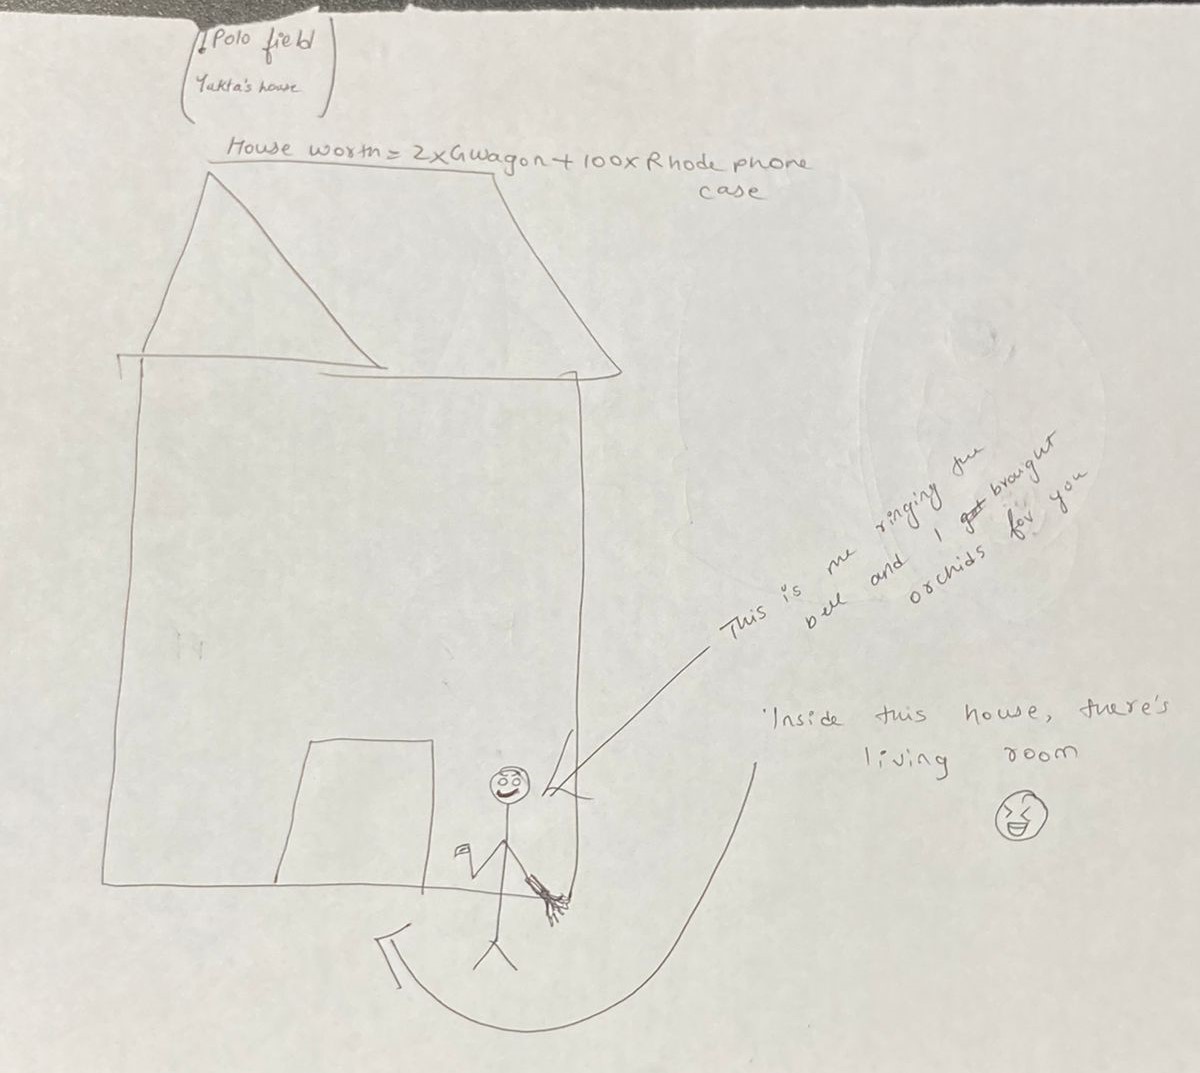 1 Polo field
Yukta's house
House worth = 2xGwagon + 100x Rhode phone
case
This is me ringing the
bell and I got brought
orchids for you
Inside this house, there's
living room